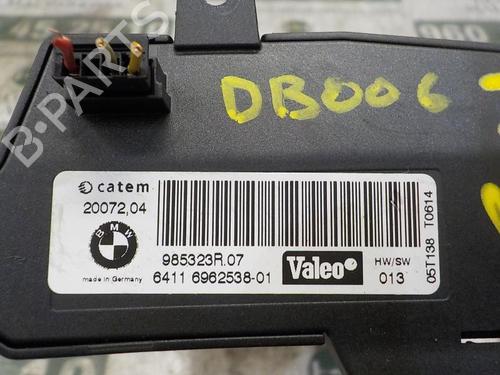 DB006
catem
20072,04
BMW
made in Germany
985323R.07
6411 6962538-01
Valeo
HW/SW
013
05T138 T0614
B-PARTS